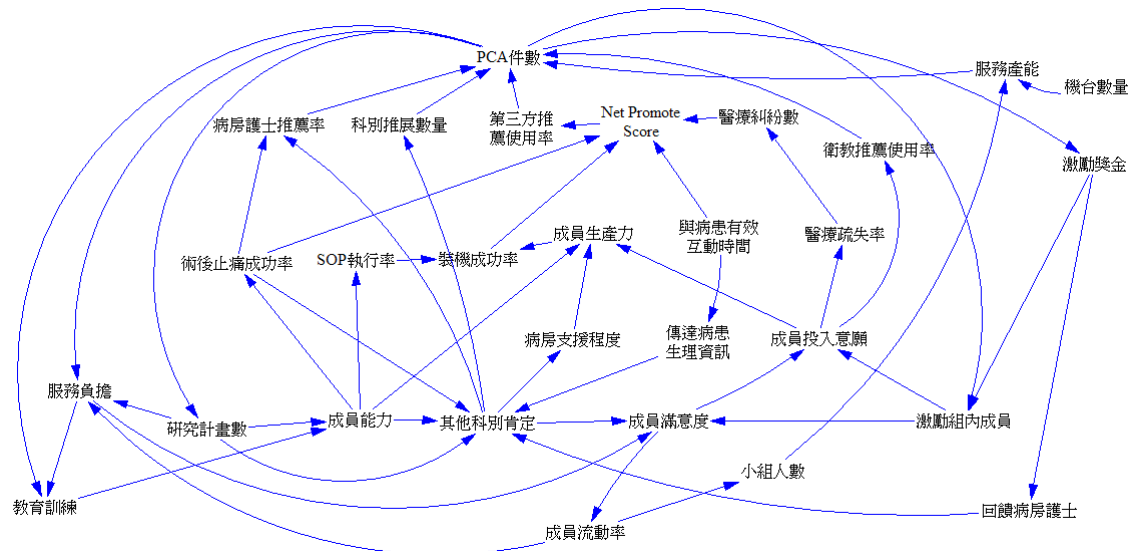 PCA件數
服務產能
機台數量
病房護士推薦率
科別推展數量
第三方推
薦使用率
Net Promote
Score
醫療糾紛數
衛教推薦使用率
激勵獎金
術後止痛成功率
SOP執行率
裝機成功率
成員生產力
與病患有效
互動時間
醫療疏失率
病房支援程度
傳達病患
生理資訊
成員投入意願
服務負擔
研究計畫數
成員能力
其他科別肯定
成員滿意度
激勵組內成員
小組人數
教育訓練
成員流動率
回饋病房護士